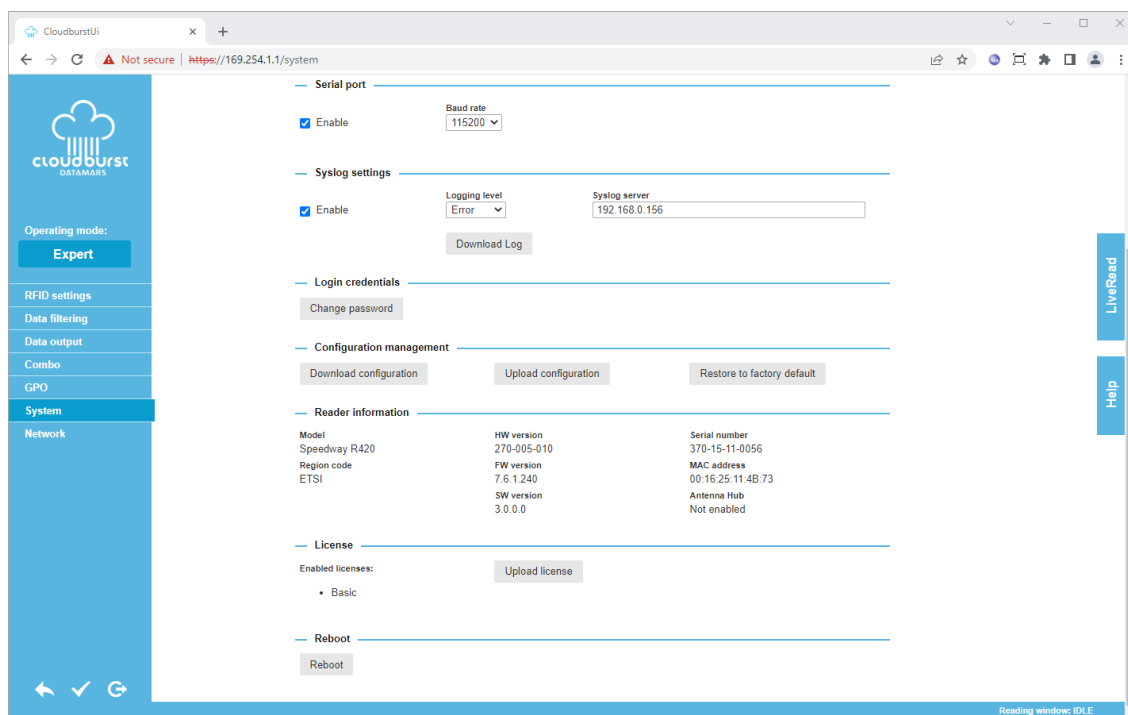 CloudburstUi
Not secure | https://169.254.1.1/system
cloudburst
DATAMARS
Operating mode:
Expert
RFID settings
Data filtering
Data output
Combo
GPO
System
Network
Serial port
Enable
Baud rate
115200
Syslog settings
Enable
Logging level
Error
Syslog server
192.168.0.156
Download Log
Login credentials
Change password
Configuration management
Download configuration
Upload configuration
Restore to factory default
Reader information
Model
Speedway R420
Region code
ETSI
HW version
270-005-010
FW version
7.6.1.240
SW version
3.0.0.0
Serial number
370-15-11-0056
MAC address
00:16:25:11:4B:73
Antenna Hub
Not enabled
License
Enabled licenses:
• Basic
Upload license
Reboot
Reboot
LiveRead
Help
Reading window: IDLE